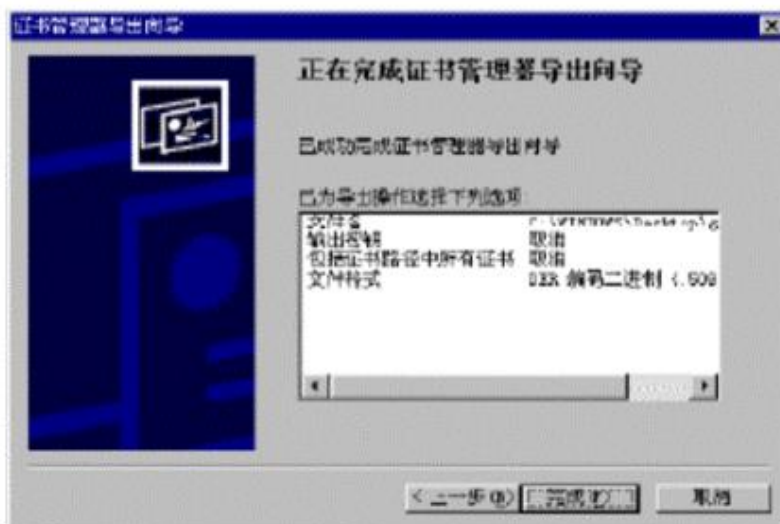 证书管理器导出向导
正在完成证书管理器导出向导
已成功完成证书管理器导出向导
已为导出操作选择下列选项:
文件名 C:\WINDOWS\Desktop\g
输出密钥 取消
包括证书路径中所有证书 取消
文件格式 DER 编码二进制 X.509
< 上一步(B)
完成
取消